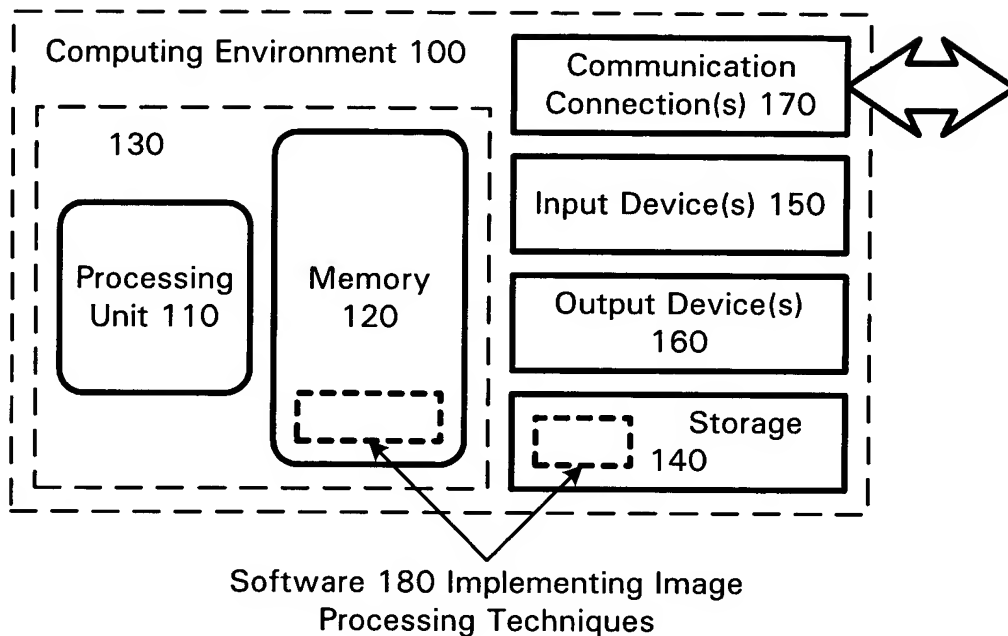 Computing Environment 100
130
Processing
Unit 110
Memory
120
Communication
Connection(s) 170
Input Device(s) 150
Output Device(s)
160
Storage
140
Software 180 Implementing Image
Processing Techniques